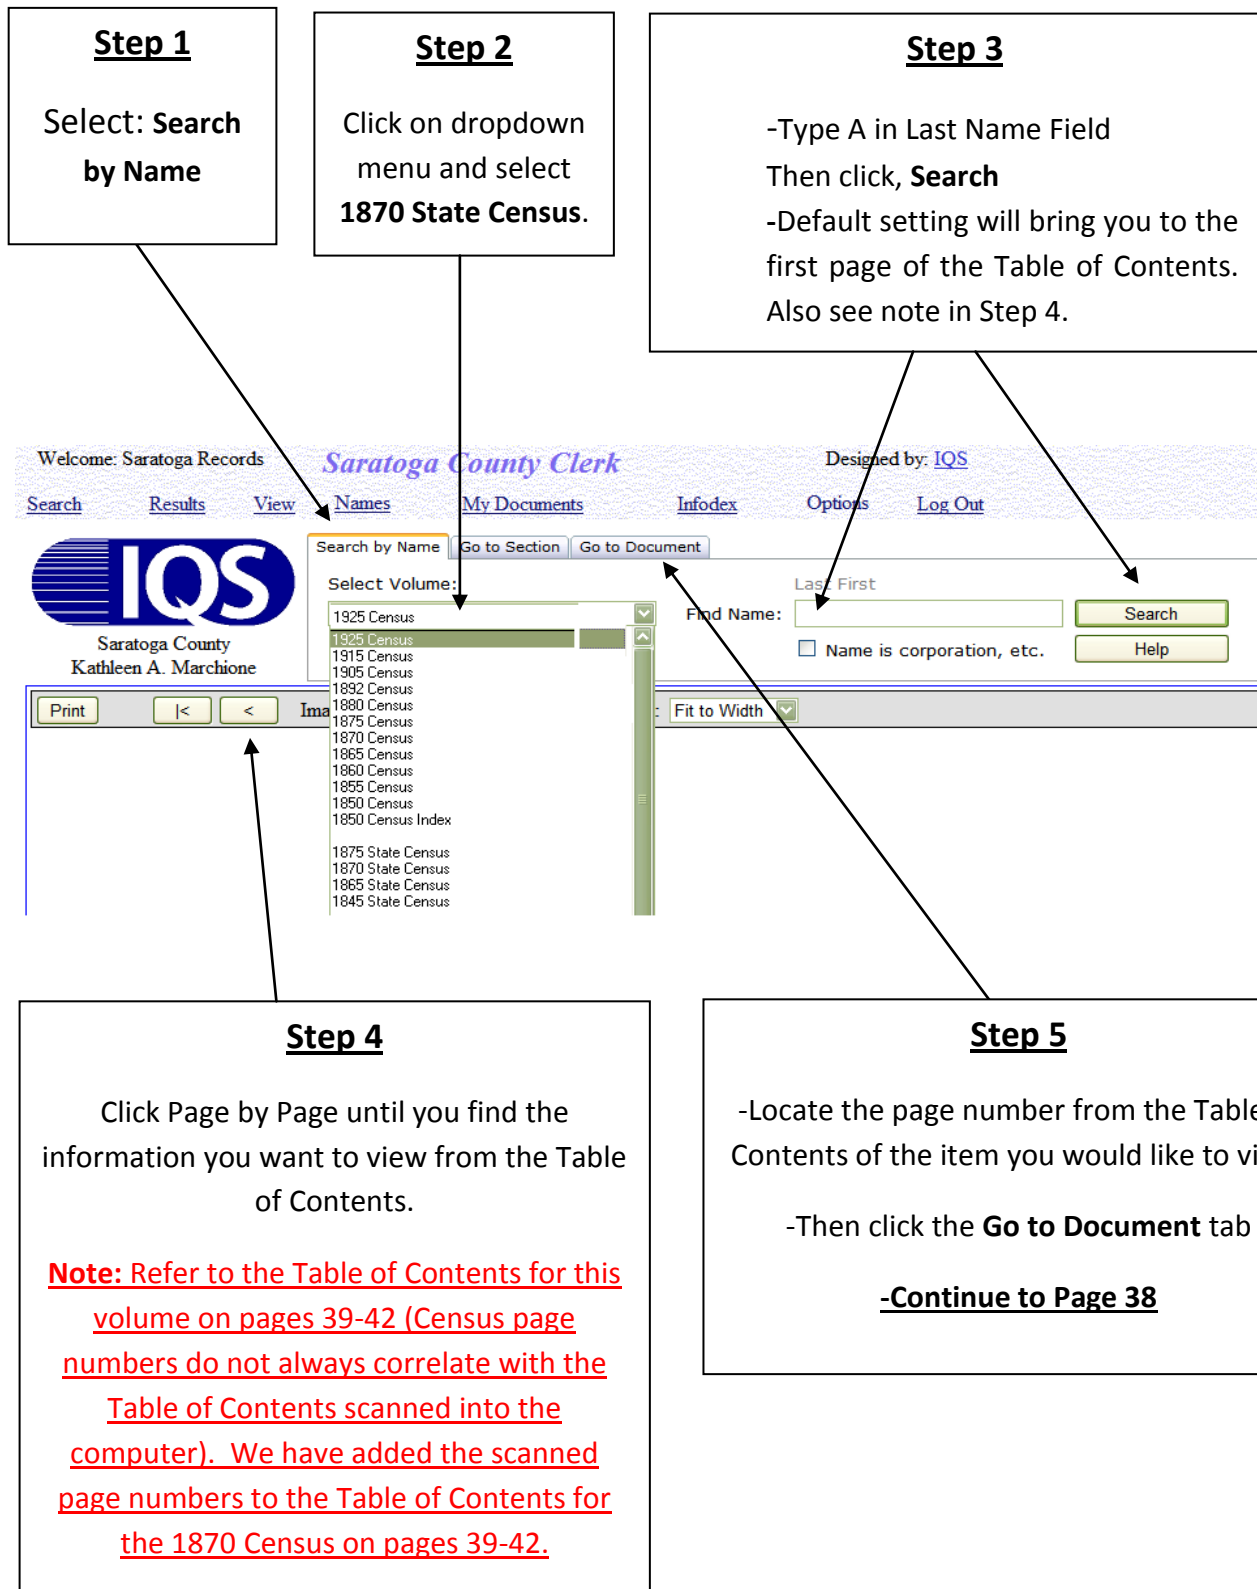 Step 1
Select: Search
by Name
Step 2
Click on dropdown
menu and select
1870 State Census.
Step 3
-Type A in Last Name Field
Then click, Search
-Default setting will bring you to the
first page of the Table of Contents.
Also see note in Step 4.
Welcome: Saratoga Records
Saratoga County Clerk
Designed by: IQS
Search Results View Names My Documents Infodex Options Log Out
IQS
Saratoga County
Kathleen A. Marchione
Search by Name Go to Section Go to Document
Select Volume:
1925 Census
Last First
Find Name:
Search
Name is corporation, etc.
Help
1925 Census
1915 Census
1905 Census
1892 Census
1880 Census
1875 Census
1870 Census
1865 Census
1860 Census
1855 Census
1850 Census
1850 Census Index
1875 State Census
1870 State Census
1865 State Census
1845 State Census
Print |< < Ima : Fit to Width
Step 4
Click Page by Page until you find the
information you want to view from the Table
of Contents.
Note: Refer to the Table of Contents for this
volume on pages 39-42 (Census page
numbers do not always correlate with the
Table of Contents scanned into the
computer).  We have added the scanned
page numbers to the Table of Contents for
the 1870 Census on pages 39-42.
Step 5
-Locate the page number from the Table
Contents of the item you would like to vi
-Then click the Go to Document tab
-Continue to Page 38